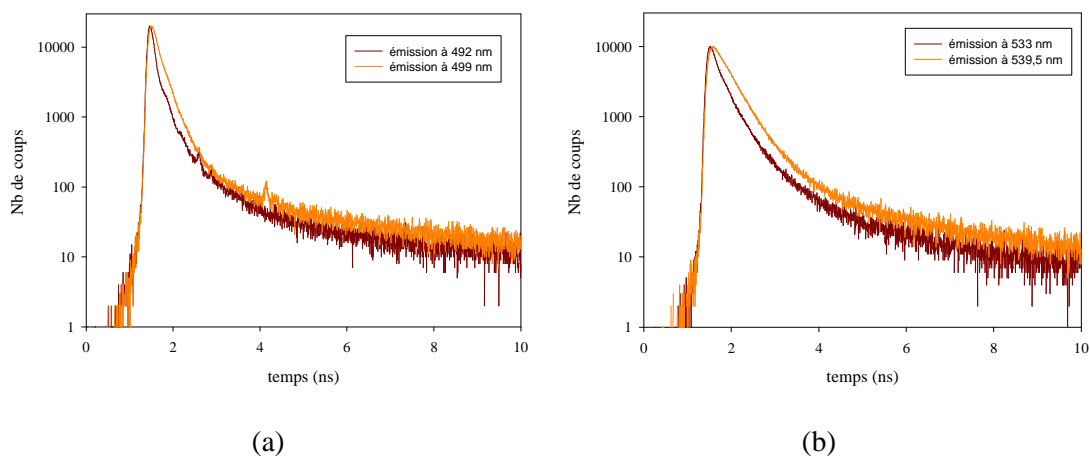 10000
1000
100
10
1
Nb de coups
émission à 492 nm
émission à 499 nm
0 2 4 6 8 10
temps (ns)
(a)
10000
1000
100
10
1
Nb de coups
émission à 533 nm
émission à 539,5 nm
0 2 4 6 8 10
temps (ns)
(b)